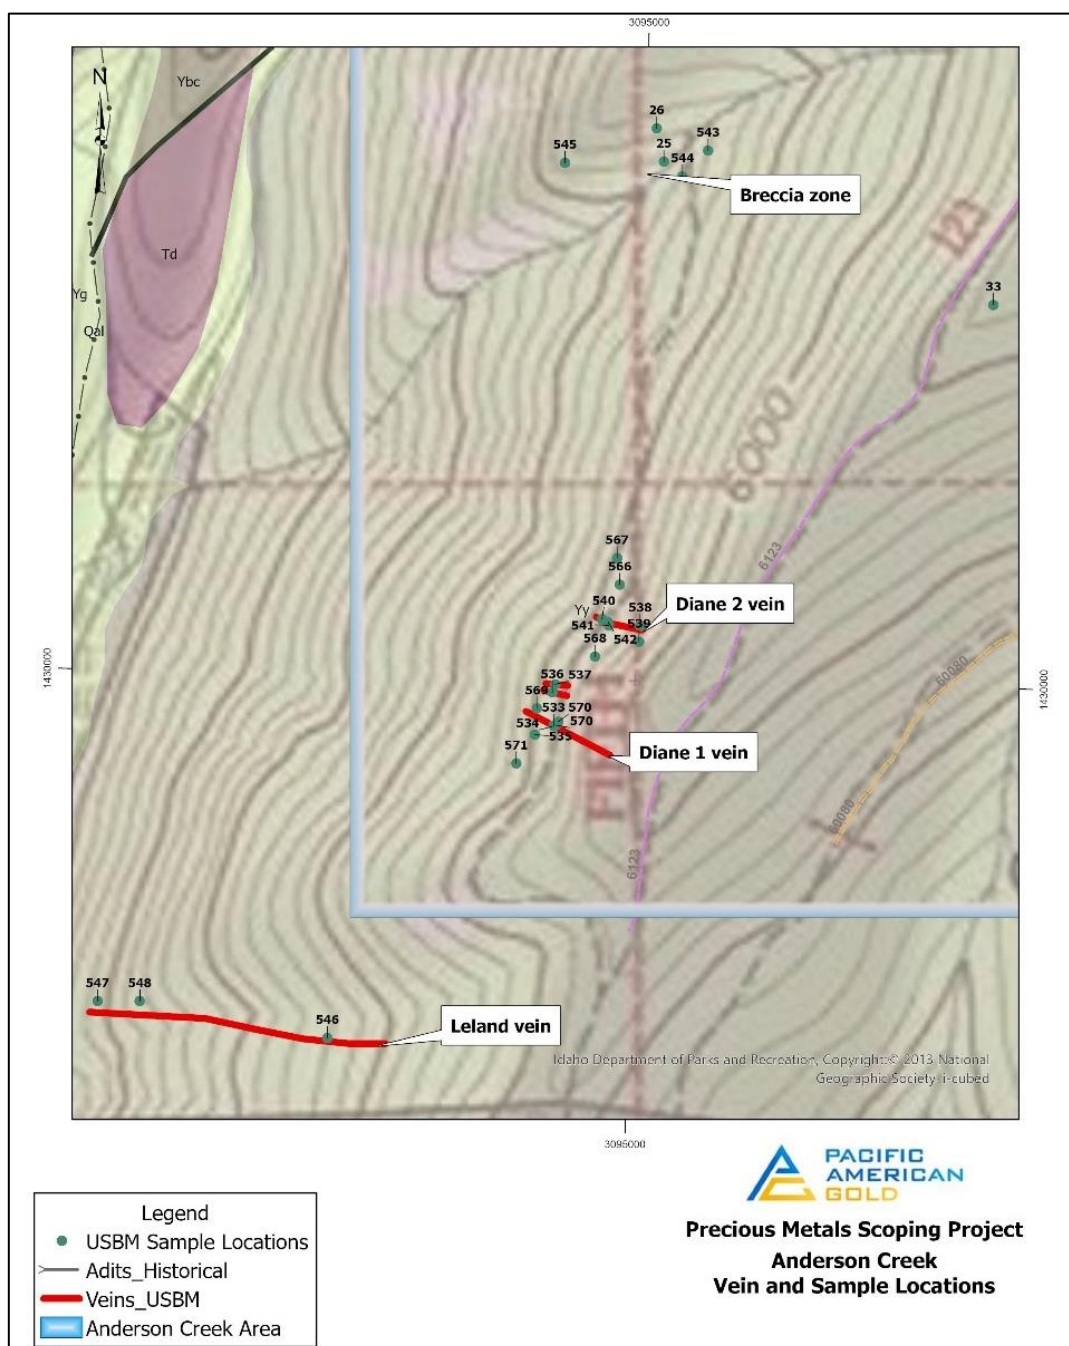 3095000
N
Ybc
26
543
545
25
544
Breccia zone
Td
123
33
Yg
Qal
6000
6123
567
566
Diane 2 vein
540
538
Yy
541
539
542
568
1430000
60080
536
537
1430000
569
533
570
534
570
535
571
Diane 1 vein
60080
6123
547
548
546
Leland vein
Idaho Department of Parks and Recreation, Copyright:© 2013 National
Geographic Society, i-cubed
3095000
PACIFIC
AMERICAN
GOLD
Legend
USBM Sample Locations
Adits_Historical
Veins_USBM
Anderson Creek Area
Precious Metals Scoping Project
Anderson Creek
Vein and Sample Locations